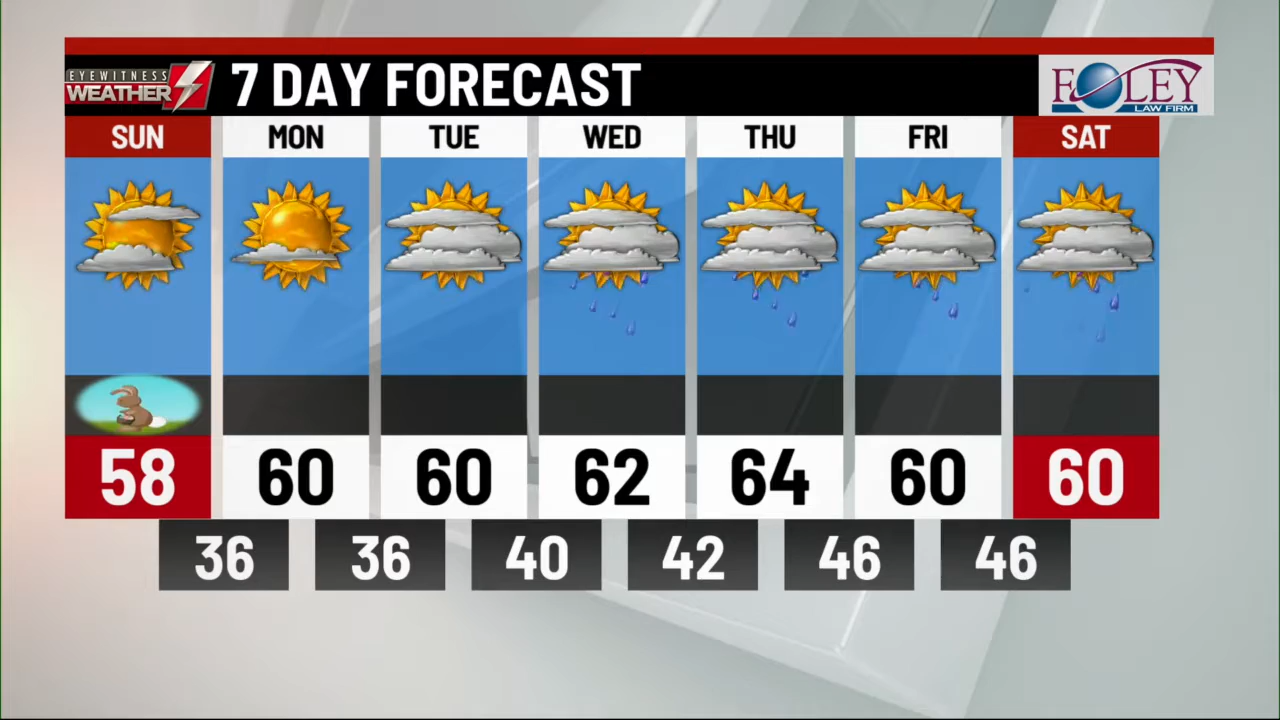 EYEWITNESS
WEATHER
7 DAY FORECAST
FOLEY
LAW FIRM
SUN MON TUE WED THU FRI SAT
58 60 60 62 64 60 60
36 36 40 42 46 46